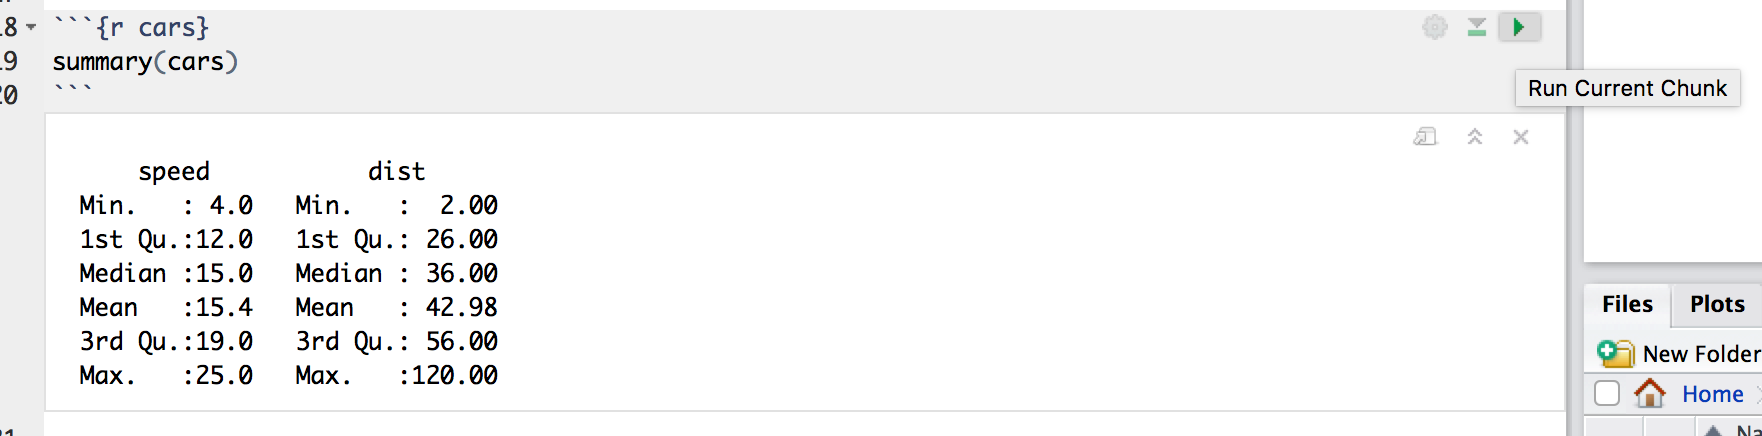 18 ```{r cars}
19 summary(cars)
20 ```
Run Current Chunk
speed dist
Min. : 4.0 Min. : 2.00
1st Qu.:12.0 1st Qu.: 26.00
Median :15.0 Median : 36.00
Mean :15.4 Mean : 42.98
3rd Qu.:19.0 3rd Qu.: 56.00
Max. :25.0 Max. :120.00
Files Plots
New Folder
Home